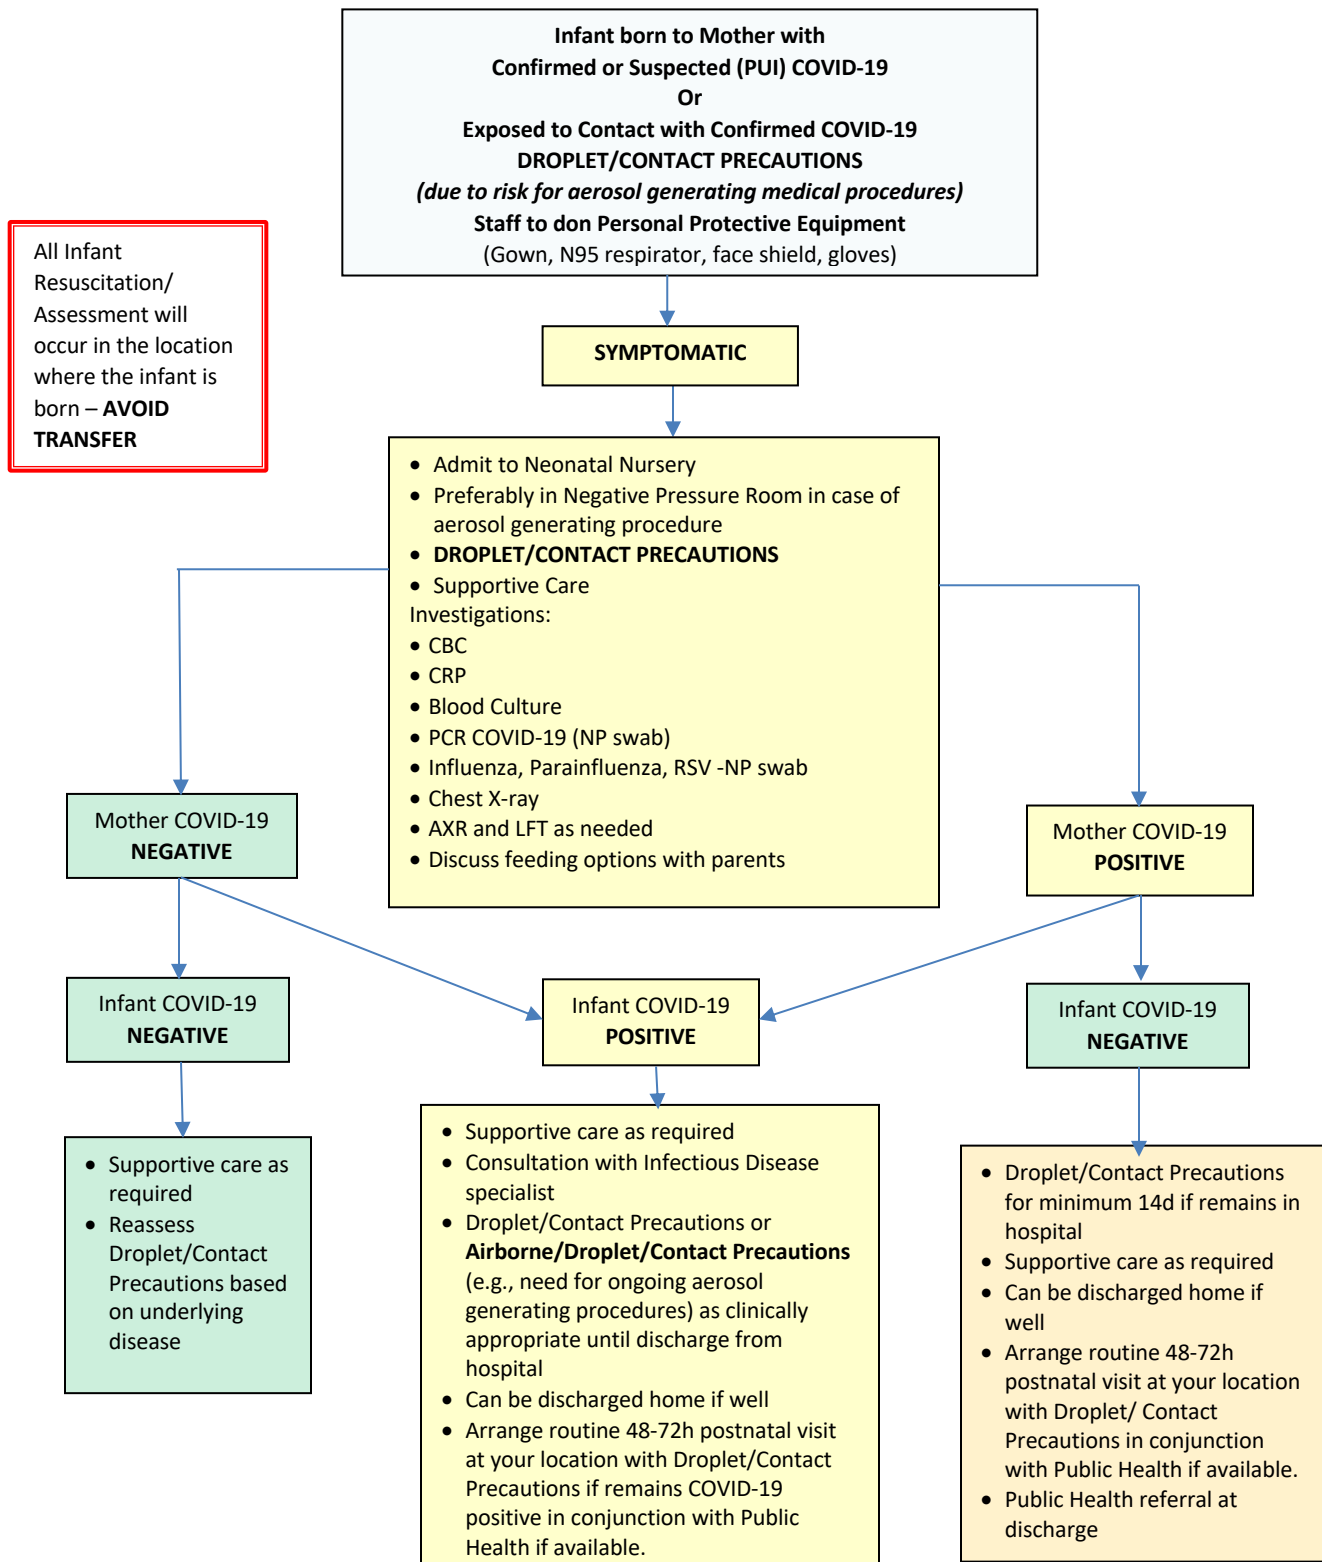 Infant born to Mother with
Confirmed or Suspected (PUI) COVID-19
Or
Exposed to Contact with Confirmed COVID-19
DROPLET/CONTACT PRECAUTIONS
(due to risk for aerosol generating medical procedures)
Staff to don Personal Protective Equipment
(Gown, N95 respirator, face shield, gloves)
All Infant
Resuscitation/
Assessment will
occur in the location
where the infant is
born – AVOID
TRANSFER
SYMPTOMATIC
• Admit to Neonatal Nursery
• Preferably in Negative Pressure Room in case of
aerosol generating procedure
• DROPLET/CONTACT PRECAUTIONS
• Supportive Care
Investigations:
• CBC
• CRP
• Blood Culture
• PCR COVID-19 (NP swab)
• Influenza, Parainfluenza, RSV -NP swab
• Chest X-ray
• AXR and LFT as needed
• Discuss feeding options with parents
Mother COVID-19
NEGATIVE
Mother COVID-19
POSITIVE
Infant COVID-19
NEGATIVE
Infant COVID-19
POSITIVE
Infant COVID-19
NEGATIVE
• Supportive care as
required
• Reassess
Droplet/Contact
Precautions based
on underlying
disease
• Supportive care as required
• Consultation with Infectious Disease
specialist
• Droplet/Contact Precautions or
Airborne/Droplet/Contact Precautions
(e.g., need for ongoing aerosol
generating procedures) as clinically
appropriate until discharge from
hospital
• Can be discharged home if well
• Arrange routine 48-72h postnatal visit
at your location with Droplet/Contact
Precautions if remains COVID-19
positive in conjunction with Public
Health if available.
• Droplet/Contact Precautions
for minimum 14d if remains in
hospital
• Supportive care as required
• Can be discharged home if
well
• Arrange routine 48-72h
postnatal visit at your location
with Droplet/ Contact
Precautions in conjunction
with Public Health if available.
• Public Health referral at
discharge